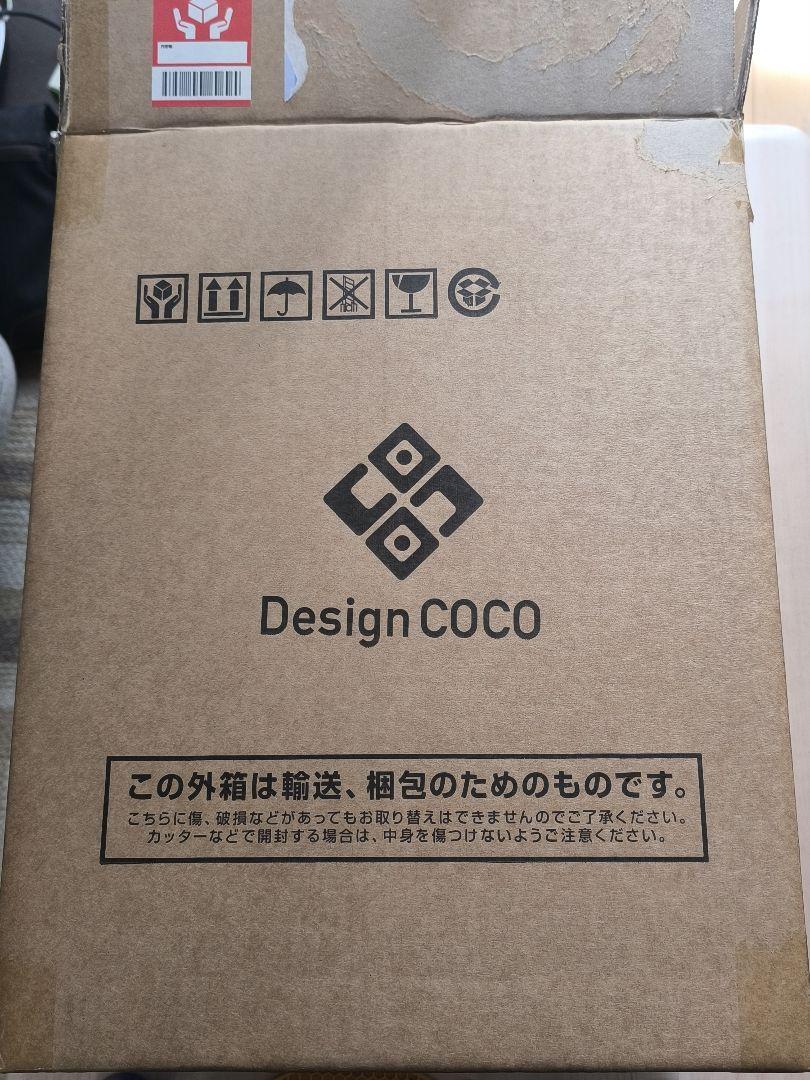 Design COCO
この外箱は輸送、梱包のためのものです。
こちらに傷、破損などがあってもお取り替えはできませんのでご了承ください。
カッターなどで開封する場合は、中身を傷つけないようご注意ください。